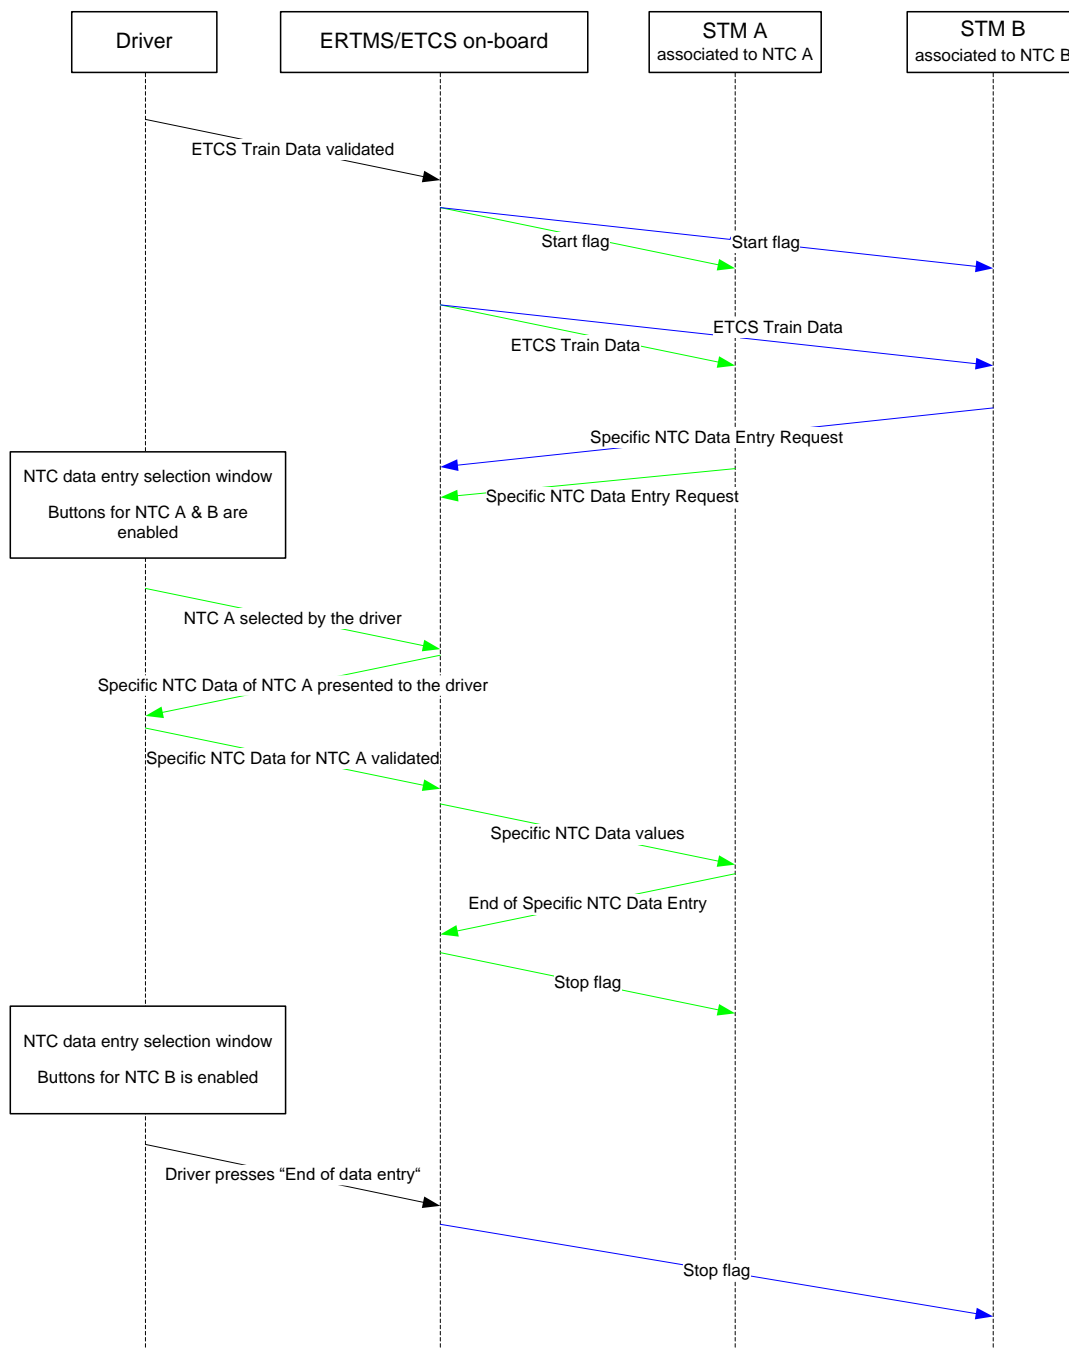 Driver
ERTMS/ETCS on-board
STM A
associated to NTC A
STM B
associated to NTC B
ETCS Train Data validated
Start flag
Start flag
ETCS Train Data
ETCS Train Data
Specific NTC Data Entry Request
Specific NTC Data Entry Request
NTC data entry selection window
Buttons for NTC A & B are
enabled
NTC A selected by the driver
Specific NTC Data of NTC A presented to the driver
Specific NTC Data for NTC A validated
Specific NTC Data values
End of Specific NTC Data Entry
Stop flag
NTC data entry selection window
Buttons for NTC B is enabled
Driver presses “End of data entry“
Stop flag